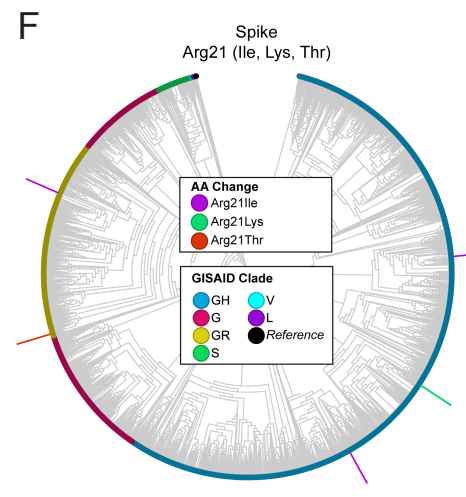 F
Spike
Arg21 (Ile, Lys, Thr)
AA Change
Arg21Ile
Arg21Lys
Arg21Thr
GISAID Clade
GH V
G L
GR Reference
S